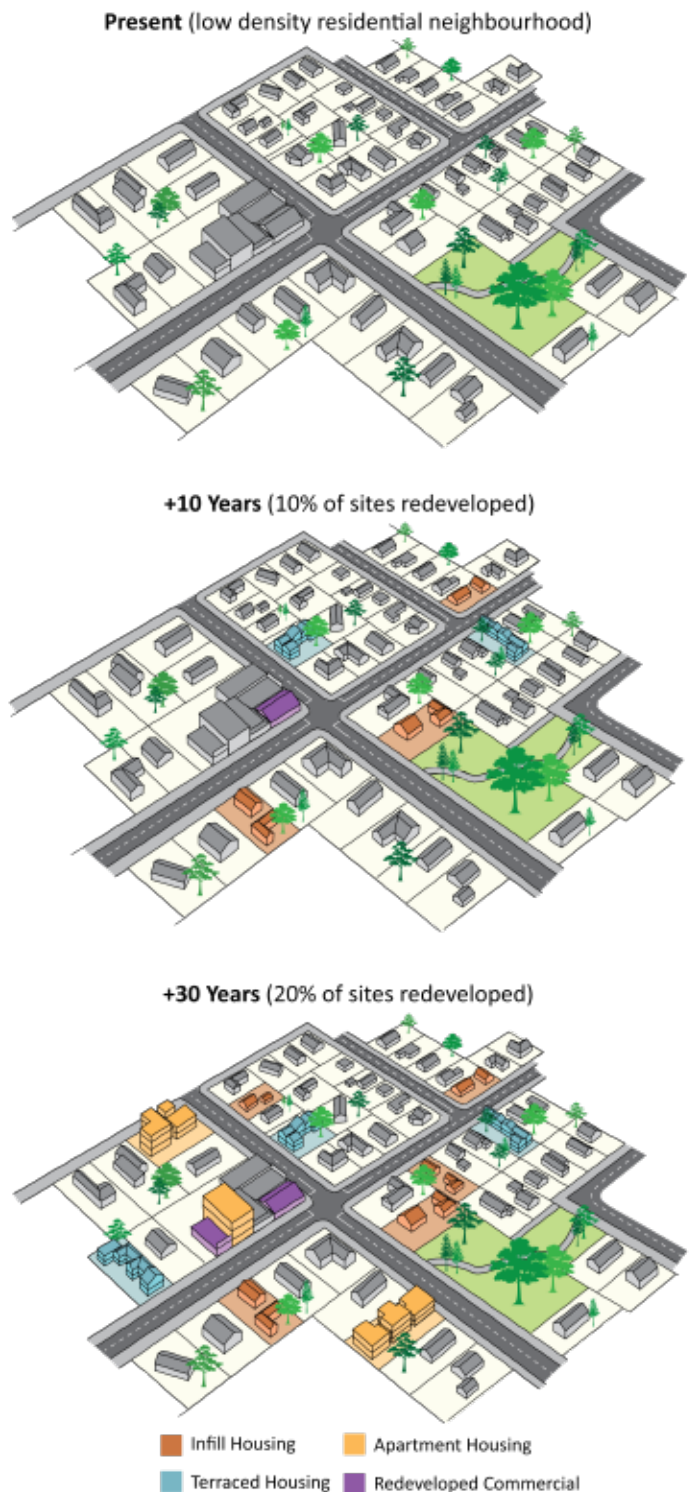 Present (low density residential neighbourhood)
+10 Years (10% of sites redeveloped)
+30 Years (20% of sites redeveloped)
Infill Housing
Apartment Housing
Terraced Housing
Redeveloped Commercial